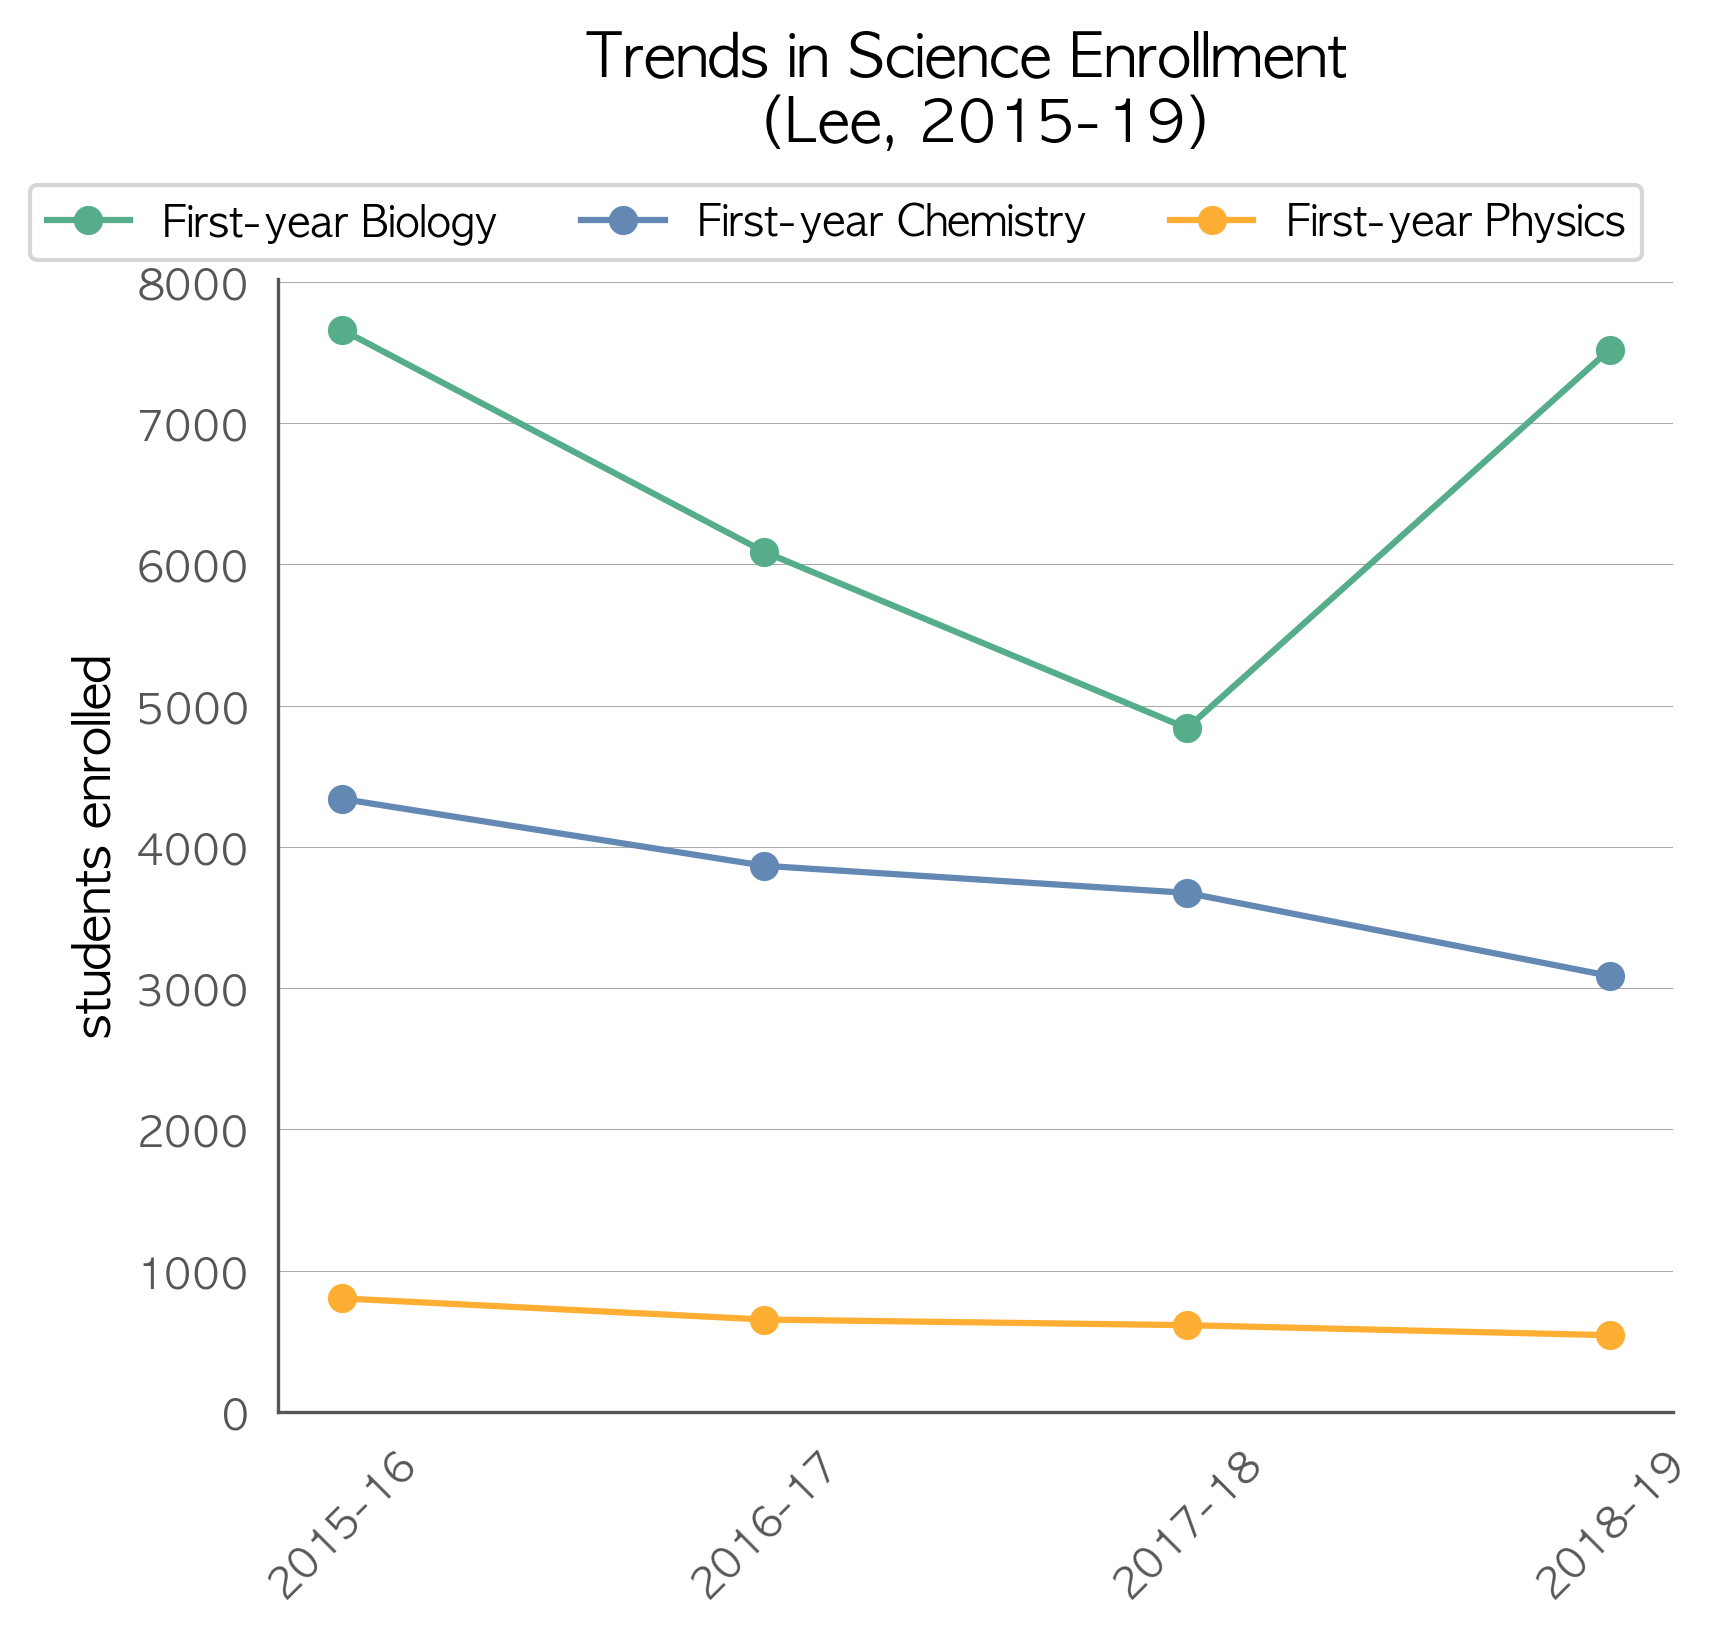 Trends in Science Enrollment
(Lee, 2015-19)
First-year Biology
First-year Chemistry
First-year Physics
8000
7000
6000
5000
4000
3000
2000
1000
0
students enrolled
2015-16
2016-17
2017-18
2018-19